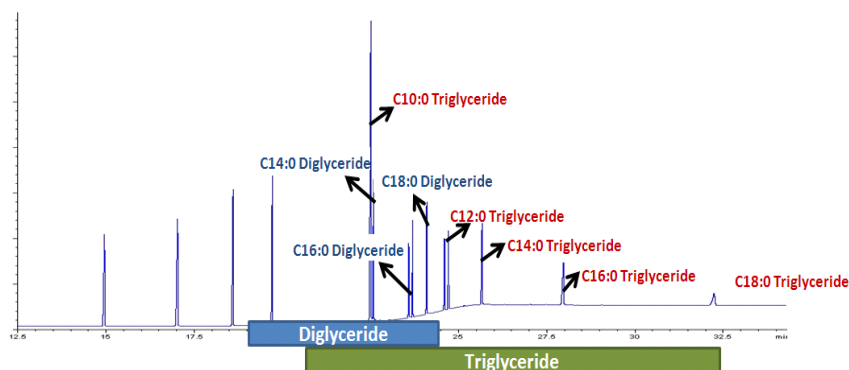 C10:0 Triglyceride
C14:0 Diglyceride
C18:0 Diglyceride
C12:0 Triglyceride
C16:0 Diglyceride
C14:0 Triglyceride
C16:0 Triglyceride
C18:0 Triglyceride
12.5 15 17.5 25 27.5 30 32.5
Diglyceride
Triglyceride